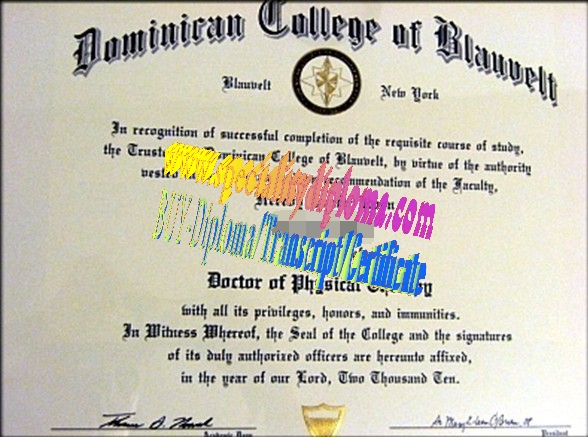 Dominican College of Blauvelt
Blauvelt New York
In recognition of successful completion of the requisite course of study,
the Trust Dominican College of Blauvelt, by virtue of the authority
veste recommendation of the Faculty,
www.specialitydiploma.com
BUY Diploma/Transcript/Certificate
Doctor of Physical
with all its privileges, honors, and immunities.
In Witness Whereof, the Seal of the College and the signatures
of its duly authorized officers are hereunto affixed,
in the year of our Lord, Two Thousand Ten.
Academic Dean President